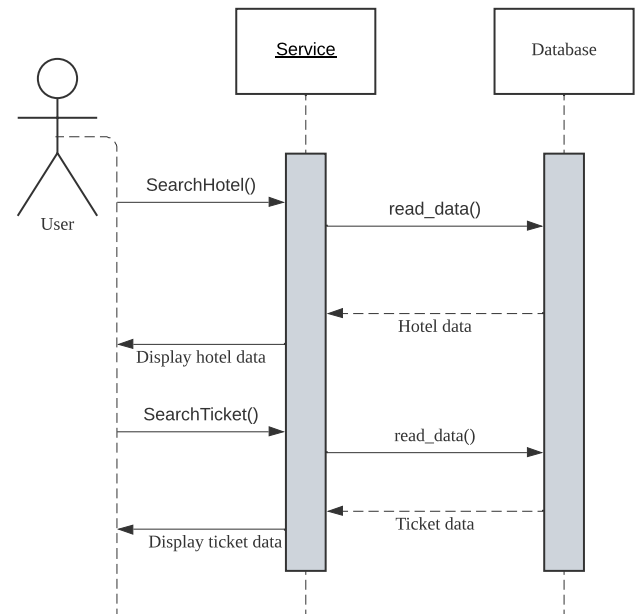 Service
Database
User
SearchHotel()
read_data()
Hotel data
Display hotel data
SearchTicket()
read_data()
Ticket data
Display ticket data